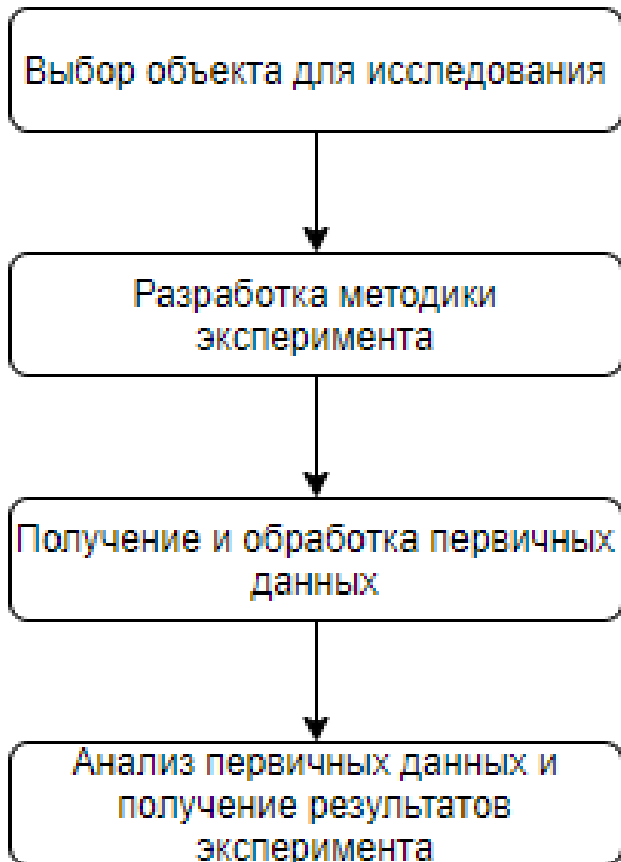 Выбор объекта для исследования
Разработка методики
эксперимента
Получение и обработка первичных
данных
Анализ первичных данных и
получение результатов
эксперимента